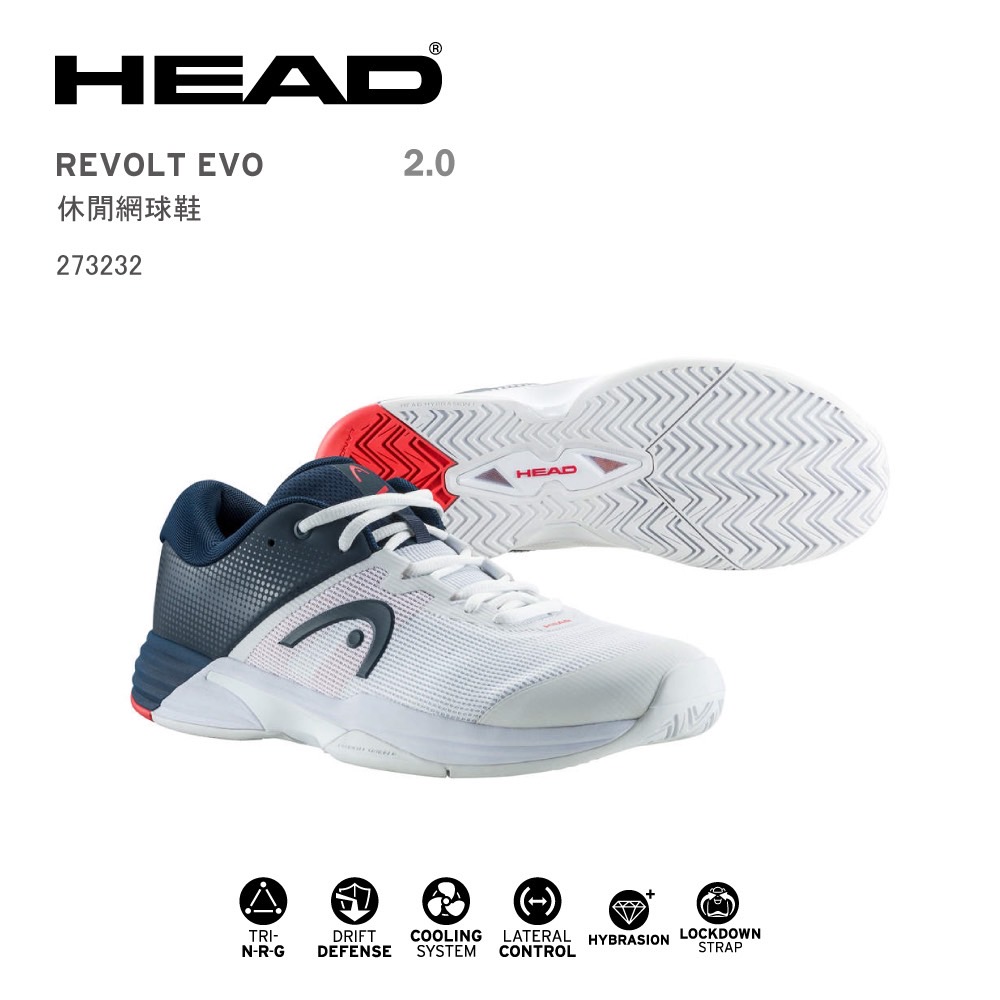 HEAD®
REVOLT EVO 2.0
休閒網球鞋
273232
HEAD
TRI-
N-R-G
DRIFT
DEFENSE
COOLING
SYSTEM
LATERAL
CONTROL
HYBRASION
+
LOCKDOWN
STRAP